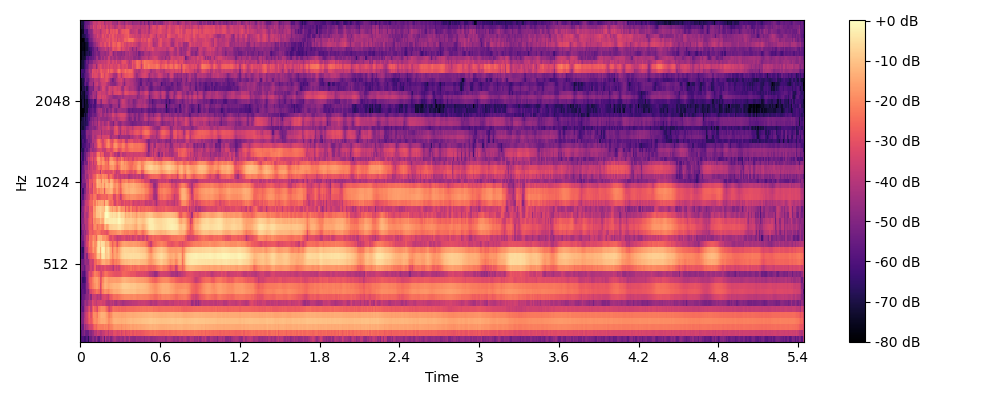 +0 dB
-10 dB
2048
-20 dB
-30 dB
Hz
1024
-40 dB
-50 dB
512
-60 dB
-70 dB
-80 dB
0 0.6 1.2 1.8 2.4 3 3.6 4.2 4.8 5.4
Time